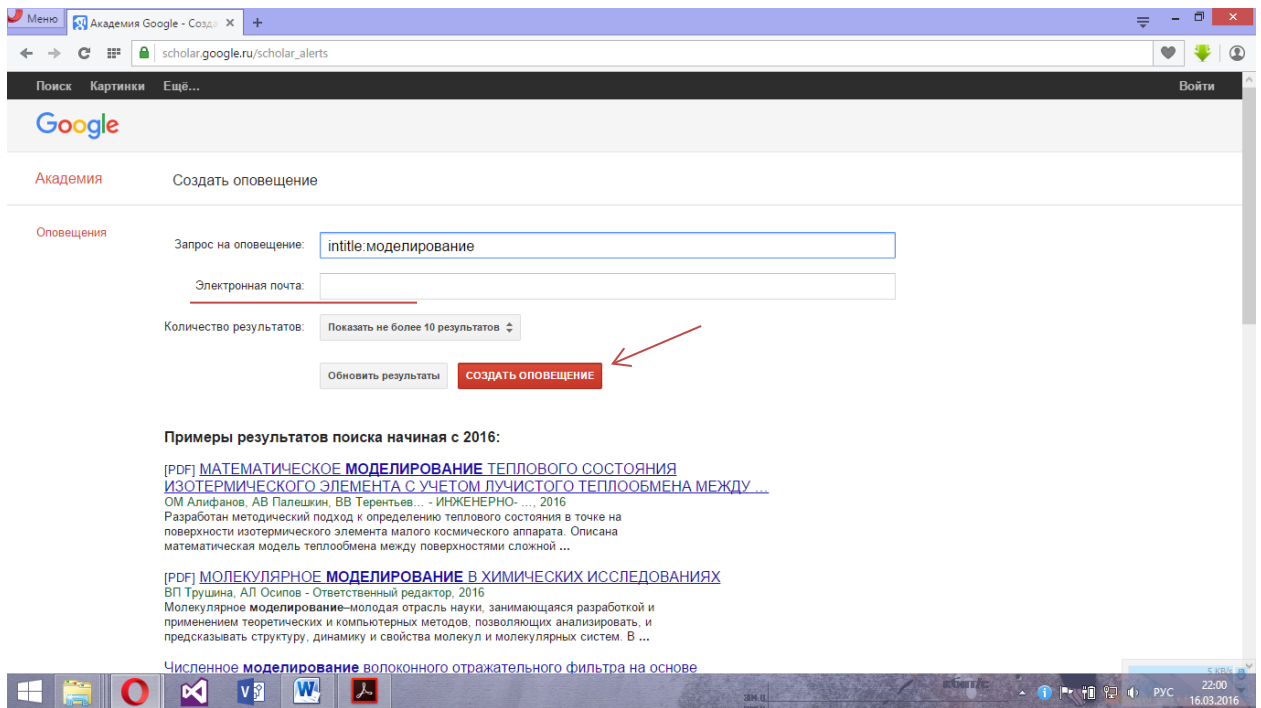 Меню
Академия Google - Созда
scholar.google.ru/scholar_alerts
Поиск Картинки Ещё... Войти
Google
Академия Создать оповещение
Оповещения
Запрос на оповещение: intitle:моделирование
Электронная почта:
Количество результатов: Показать не более 10 результатов
Обновить результаты СОЗДАТЬ ОПОВЕЩЕНИЕ
Примеры результатов поиска начиная с 2016:
[PDF] МАТЕМАТИЧЕСКОЕ МОДЕЛИРОВАНИЕ ТЕПЛОВОГО СОСТОЯНИЯ
ИЗОТЕРМИЧЕСКОГО ЭЛЕМЕНТА С УЧЕТОМ ЛУЧИСТОГО ТЕПЛООБМЕНА МЕЖДУ ...
ОМ Алифанов, АВ Палешкин, ВВ Терентьев... - ИНЖЕНЕРНО- ..., 2016
Разработан методический подход к определению теплового состояния в точке на
поверхности изотермического элемента малого космического аппарата. Описана
математическая модель теплообмена между поверхностями сложной ...
[PDF] МОЛЕКУЛЯРНОЕ МОДЕЛИРОВАНИЕ В ХИМИЧЕСКИХ ИССЛЕДОВАНИЯХ
ВП Трушина, АЛ Осипов - Ответственный редактор, 2016
Молекулярное моделирование–молодая отрасль науки, занимающаяся разработкой и
применением теоретических и компьютерных методов, позволяющих анализировать, и
предсказывать структуру, динамику и свойства молекул и молекулярных систем. В ...
Численное моделирование волоконного отражательного фильтра на основе
5 KB/s
РУС 22:00
16.03.2016